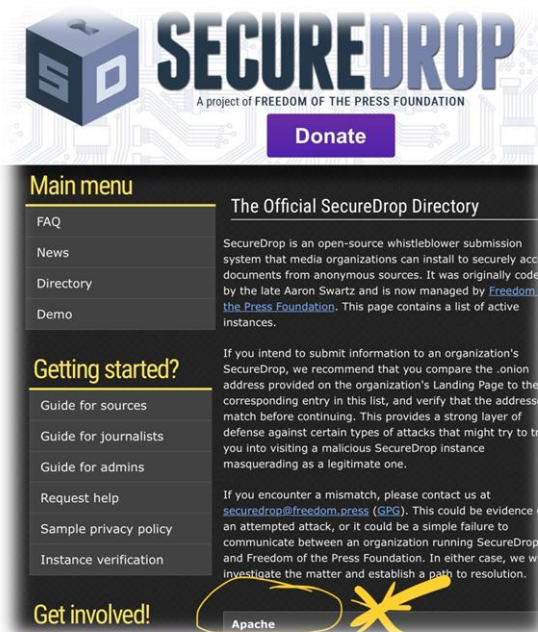 SECUREDROP
S D
A project of FREEDOM OF THE PRESS FOUNDATION
Donate
Main menu
FAQ
News
Directory
Demo
Getting started?
Guide for sources
Guide for journalists
Guide for admins
Request help
Sample privacy policy
Instance verification
Get involved!
The Official SecureDrop Directory
SecureDrop is an open-source whistleblower submission
system that media organizations can install to securely
documents from anonymous sources. It was originally
by the late Aaron Swartz and is now managed by Freedom
the Press Foundation. This page contains a list of active
instances.
If you intend to submit information to an organization's
SecureDrop, we recommend that you compare the .onion
address provided on the organization's Landing Page to the
corresponding entry in this list, and verify that the
match before continuing. This provides a strong layer of
defense against certain types of attacks that might try to
you into visiting a malicious SecureDrop instance
masquerading as a legitimate one.
If you encounter a mismatch, please contact us at
securedrop@freedom.press (GPG). This could be evidence
an attempted attack, or it could be a simple failure to
communicate between an organization running SecureDrop
and Freedom of the Press Foundation. In either case, we
investigate the matter and establish a path to resolution.
Apache